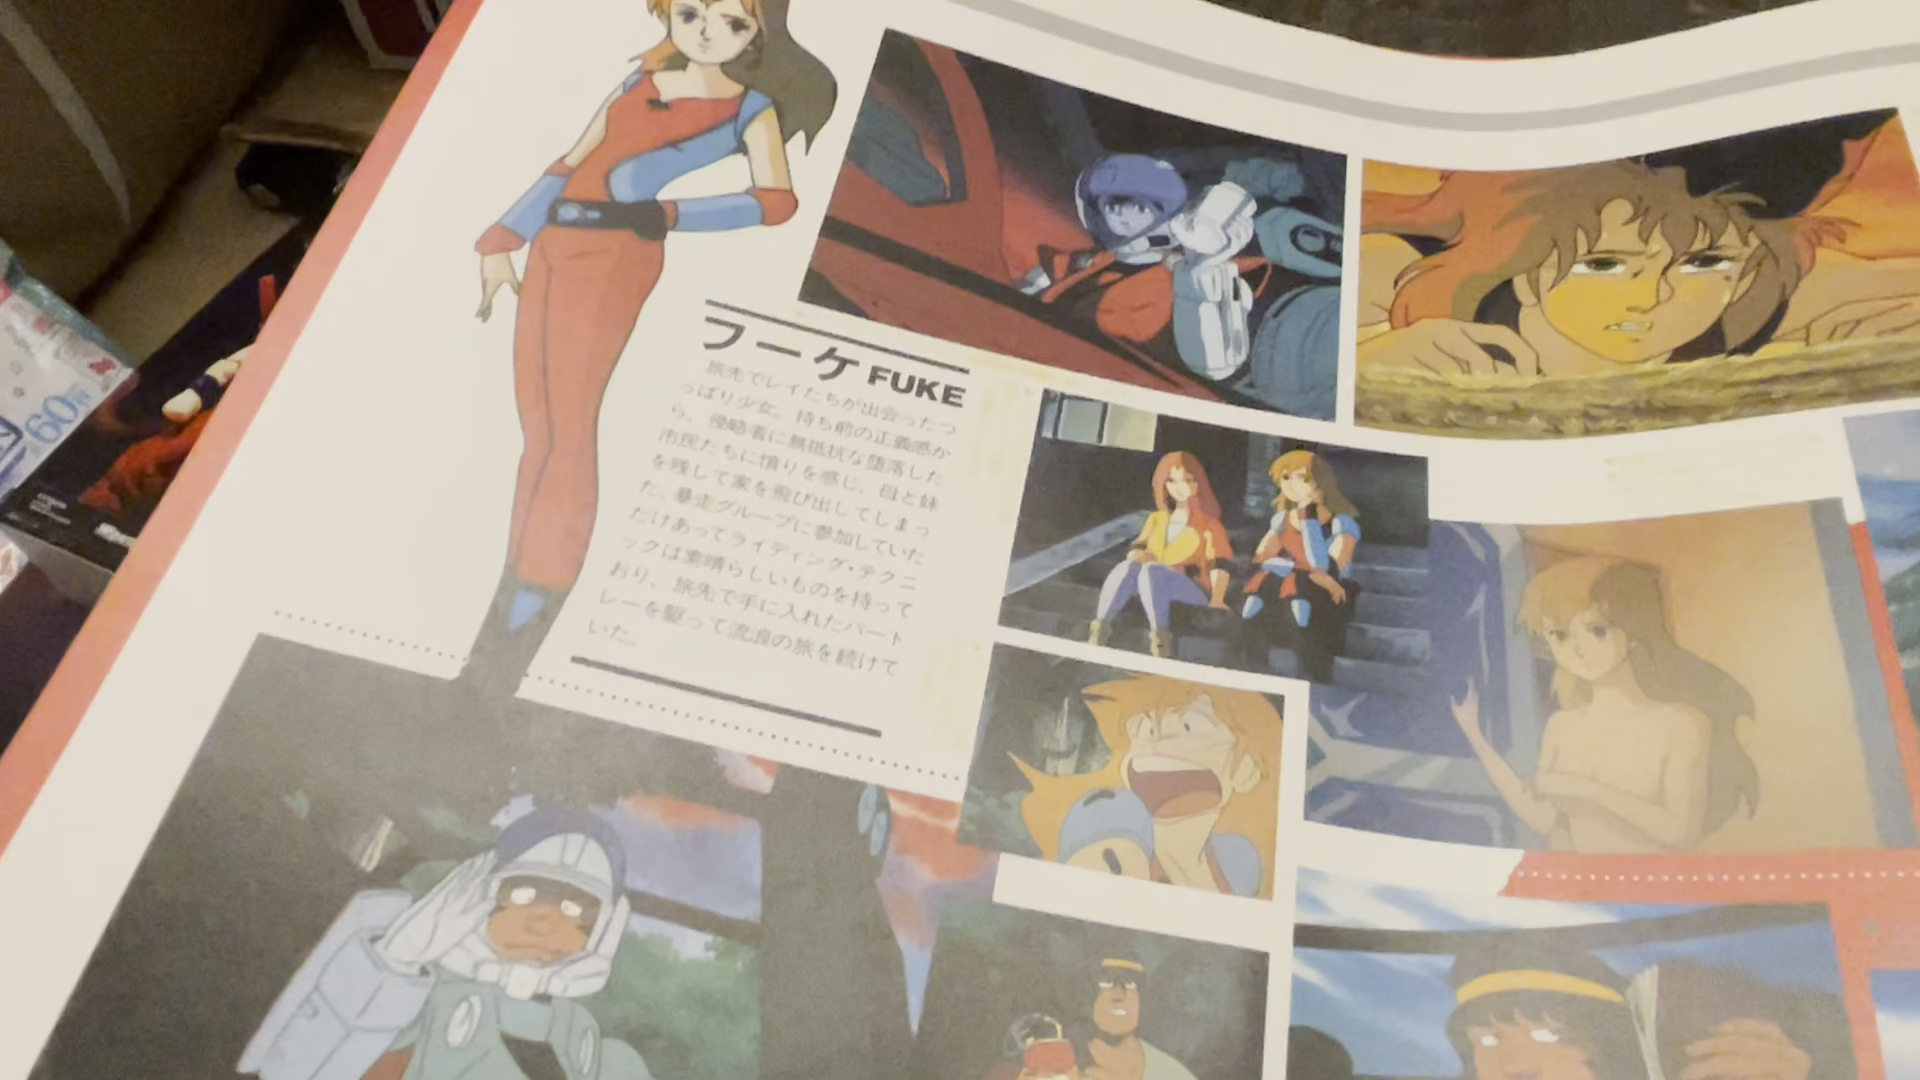 フーケ FUKE
旅先でレイたちが出会ったつ
っぱり少女。持ち前の正義感か
ら、侵略者に無抵抗な堕落した
市民たちに憤りを感じ、母と妹
を残して家を飛び出してしまっ
た。暴走グループに参加していた
だけあってライディング・テクニ
ックは素晴らしいものを持って
おり、旅先で手に入れたパート
レーを駆って流浪の旅を続けて
いた。
60